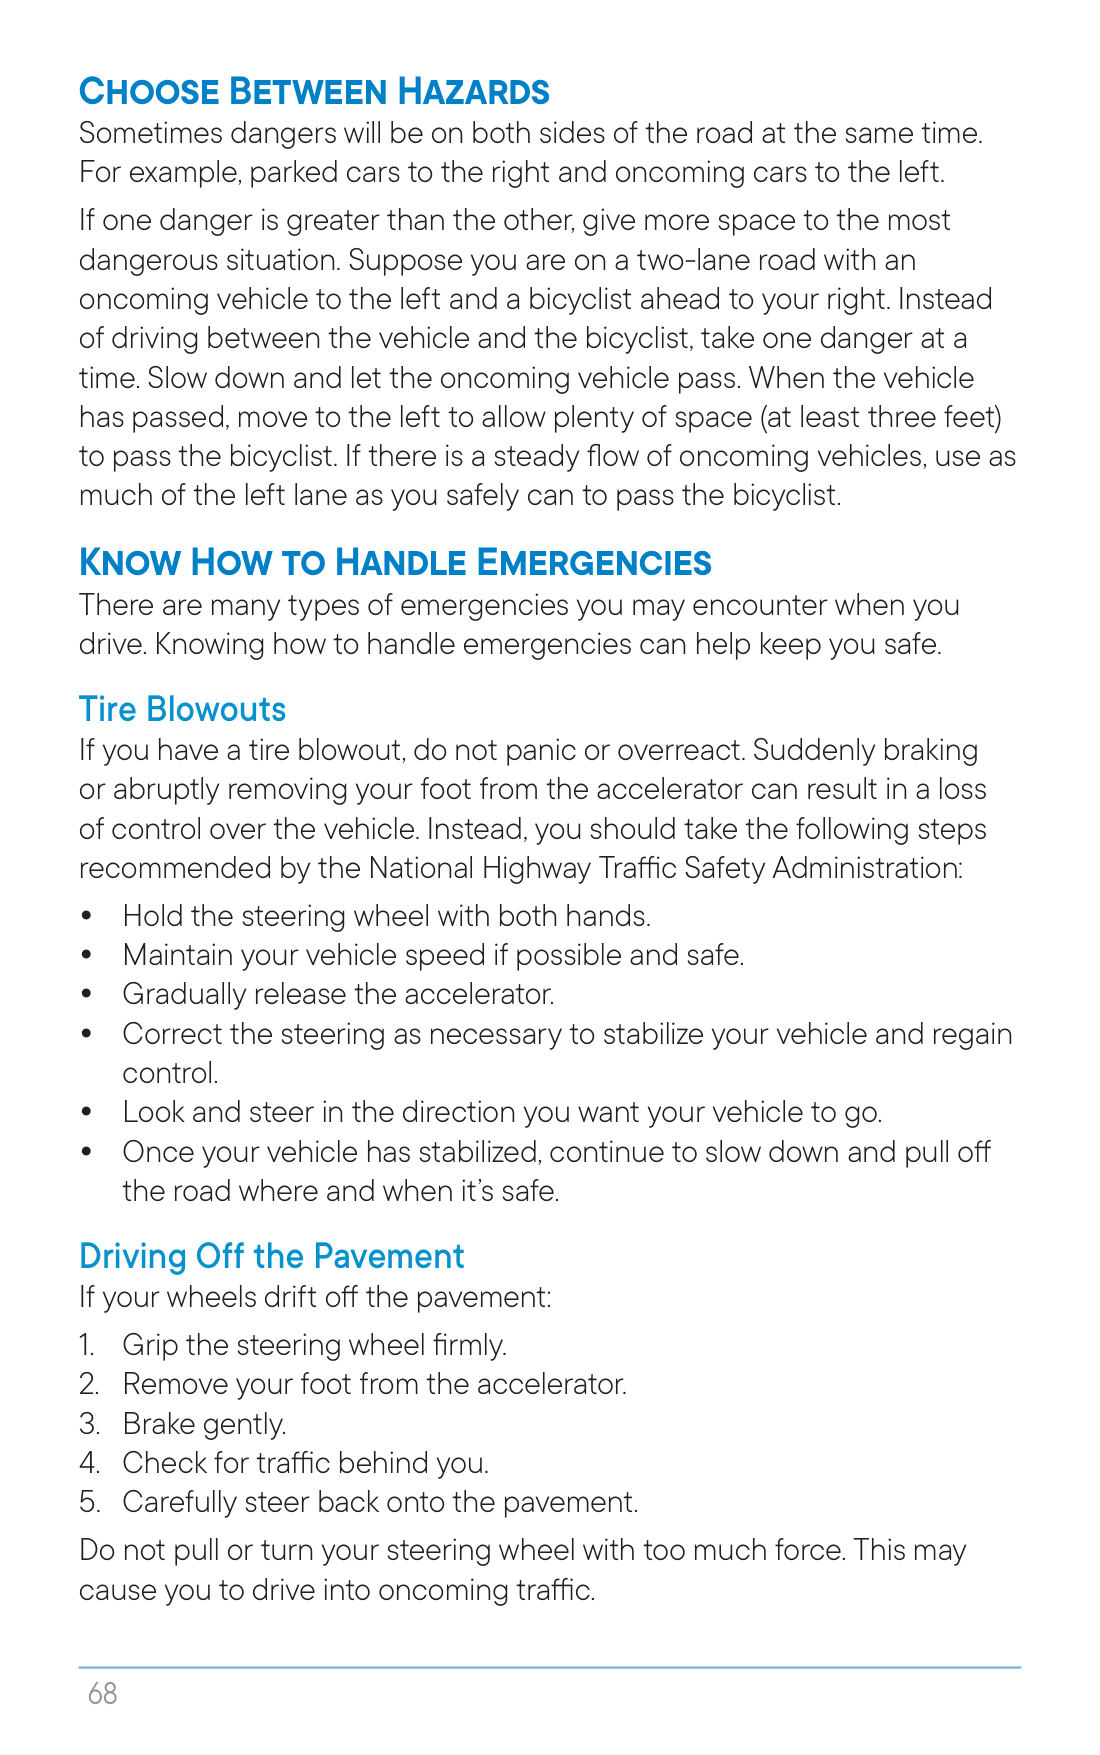 CHOOSE BETWEEN HAZARDS
Sometimes dangers will be on both sides of the road at the same time.
For example, parked cars to the right and oncoming cars to the left.
If one danger is greater than the other, give more space to the most
dangerous situation. Suppose you are on a two-lane road with an
oncoming vehicle to the left and a bicyclist ahead to your right. Instead
of driving between the vehicle and the bicyclist, take one danger at a
time. Slow down and let the oncoming vehicle pass. When the vehicle
has passed, move to the left to allow plenty of space (at least three feet)
to pass the bicyclist. If there is a steady flow of oncoming vehicles, use as
much of the left lane as you safely can to pass the bicyclist.
KNOW HOW TO HANDLE EMERGENCIES
There are many types of emergencies you may encounter when you
drive. Knowing how to handle emergencies can help keep you safe.
Tire Blowouts
If you have a tire blowout, do not panic or overreact. Suddenly braking
or abruptly removing your foot from the accelerator can result in a loss
of control over the vehicle. Instead, you should take the following steps
recommended by the National Highway Traffic Safety Administration:
• Hold the steering wheel with both hands.
• Maintain your vehicle speed if possible and safe.
• Gradually release the accelerator.
• Correct the steering as necessary to stabilize your vehicle and regain
control.
• Look and steer in the direction you want your vehicle to go.
• Once your vehicle has stabilized, continue to slow down and pull off
the road where and when it’s safe.
Driving Off the Pavement
If your wheels drift off the pavement:
1. Grip the steering wheel firmly.
2. Remove your foot from the accelerator.
3. Brake gently.
4. Check for traffic behind you.
5. Carefully steer back onto the pavement.
Do not pull or turn your steering wheel with too much force. This may
cause you to drive into oncoming traffic.
68